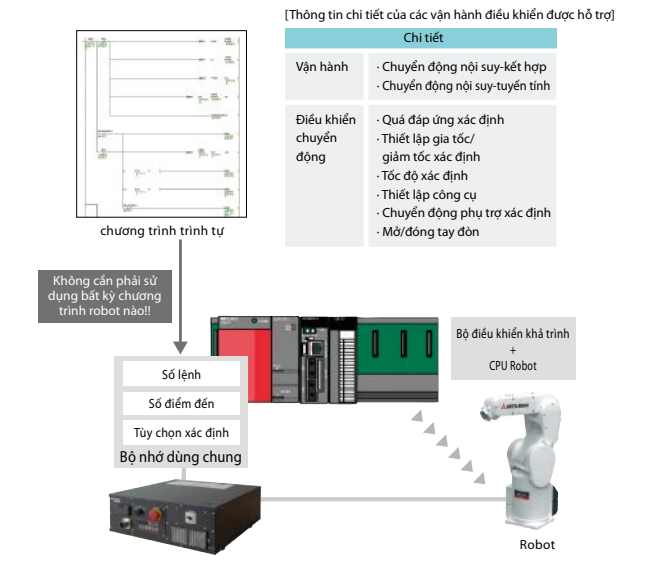 [Thông tin chi tiết của các vận hành điều khiển được hỗ trợ]
Chi tiết
Vận hành
· Chuyển động nội suy-kết hợp
· Chuyển động nội suy-tuyến tính
Điều khiển
chuyển
động
· Quá đáp ứng xác định
· Thiết lập gia tốc/
giảm tốc xác định
· Tốc độ xác định
· Thiết lập công cụ
· Chuyển động phụ trợ xác định
· Mở/đóng tay đòn
chương trình trình tự
Không cần phải sử
dụng bất kỳ chương
trình robot nào!!
Bộ điều khiển khả trình
+
CPU Robot
Số lệnh
Số điểm đến
Tùy chọn xác định
Bộ nhớ dùng chung
MITSUBISHI
Robot